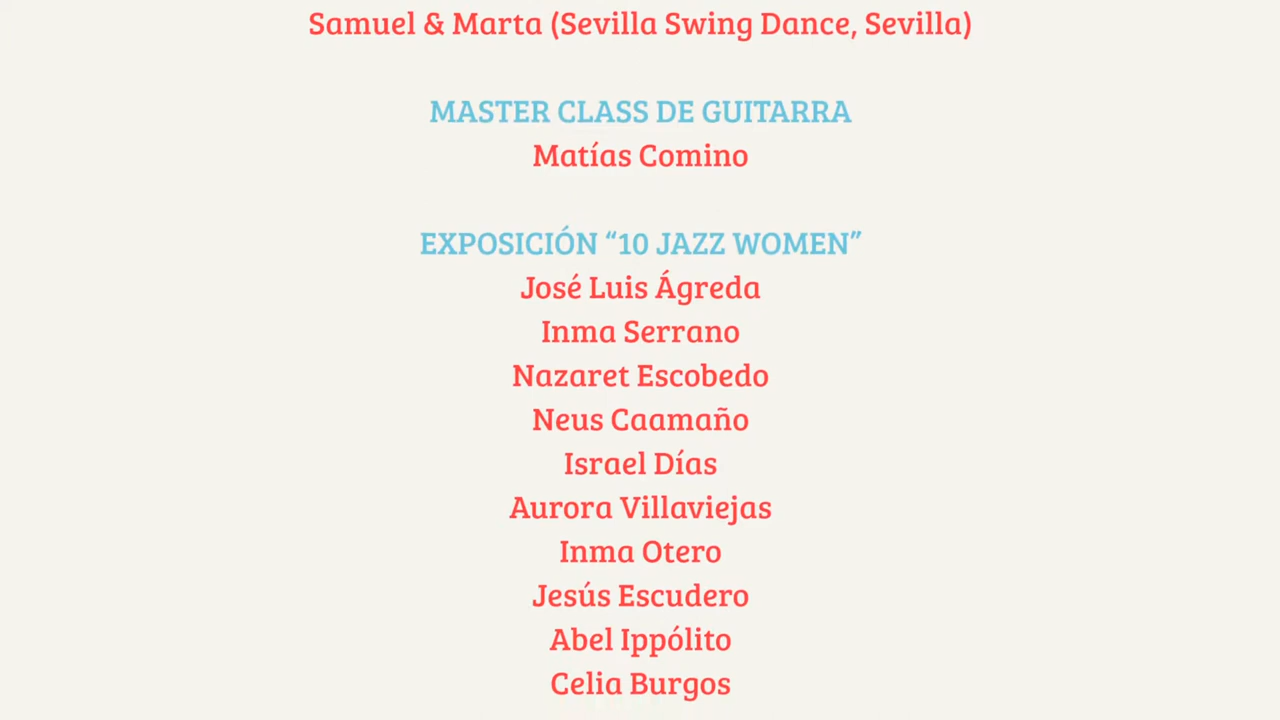 Samuel & Marta (Sevilla Swing Dance, Sevilla)
MASTER CLASS DE GUITARRA
Matías Comino
EXPOSICIÓN “10 JAZZ WOMEN”
José Luis Ágreda
Inma Serrano
Nazaret Escobedo
Neus Caamaño
Israel Días
Aurora Villaviejas
Inma Otero
Jesús Escudero
Abel Ippólito
Celia Burgos